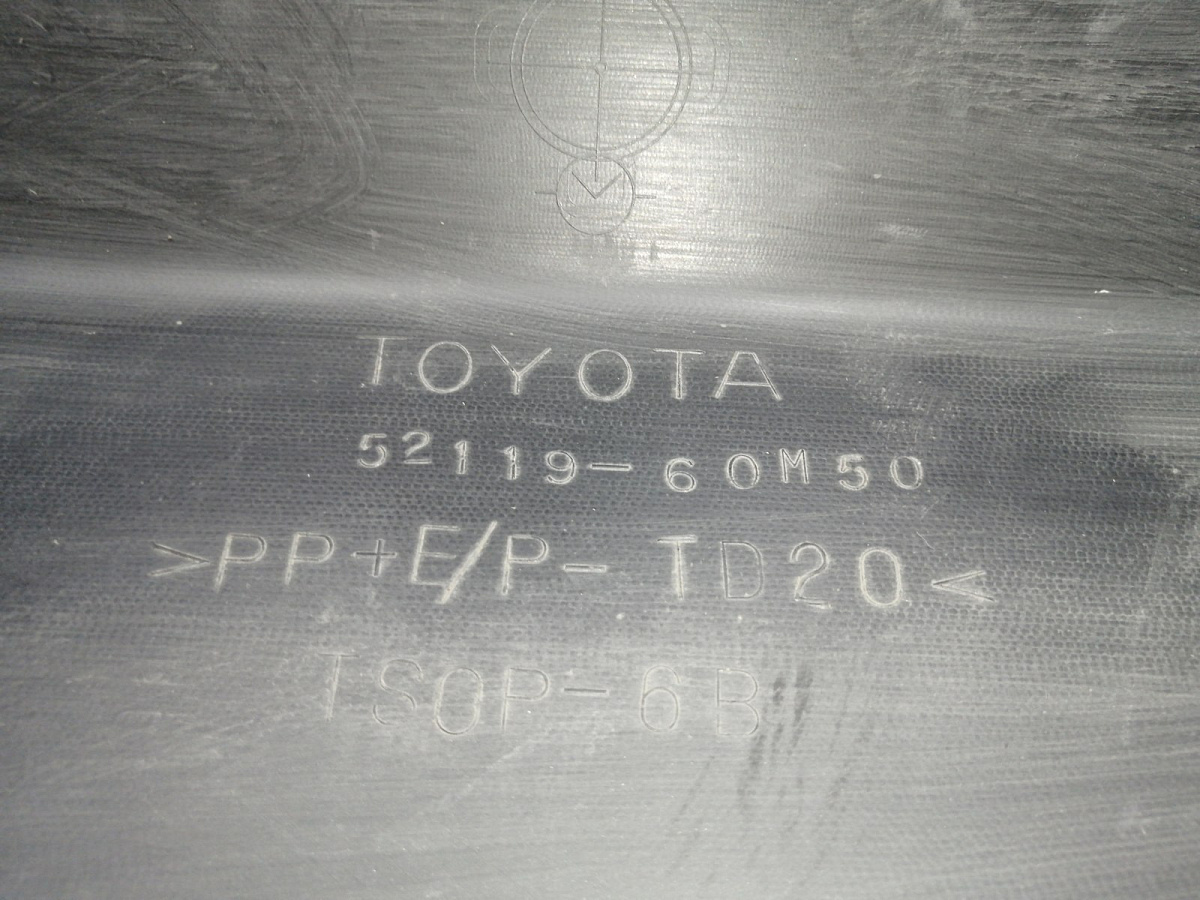 TOYOTA
52119-60M50
>PP+E/P-TD20<
TSOP-6B